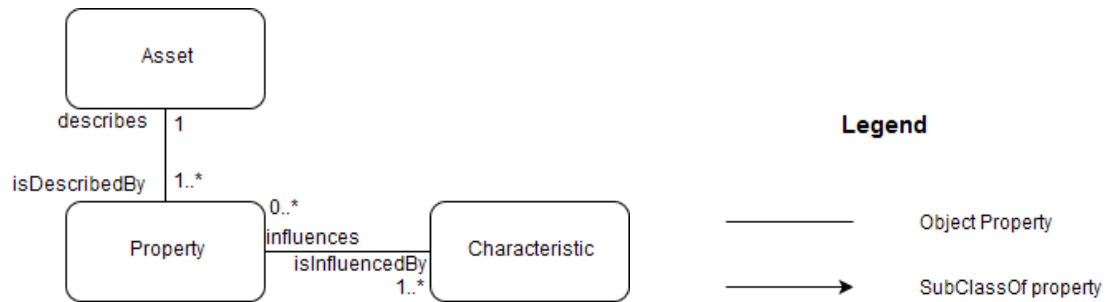 Asset
describes
1
Legend
isDescribedBy
1..*
0..*
Property
influences
Characteristic
isInfluencedBy
1..*
Object Property
SubClassOf property